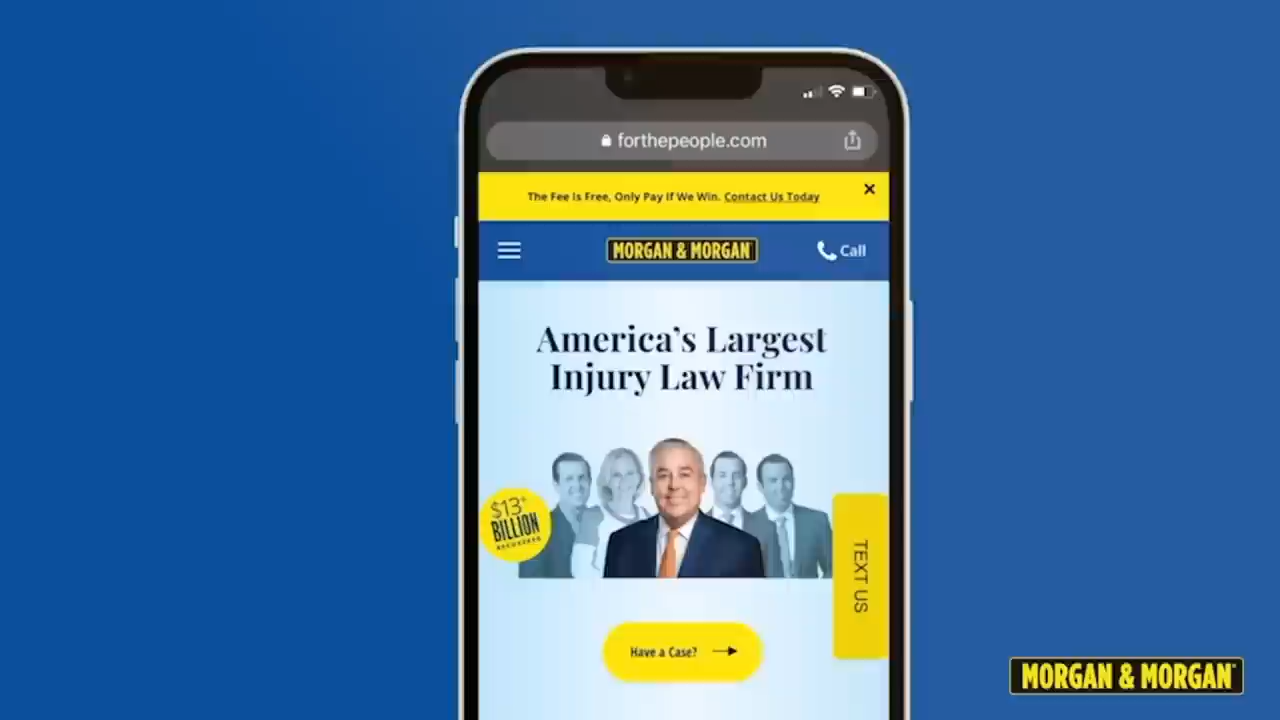 forthepeople.com
The Fee Is Free, Only Pay If We Win. Contact Us Today
MORGAN & MORGAN
Call
America's Largest
Injury Law Firm
$13+
BILLION
RECOVERED
TEXT US
Have a Case?
MORGAN & MORGAN